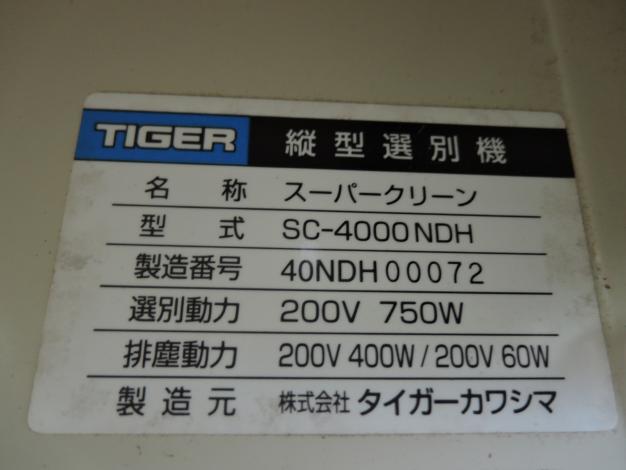 TIGER 縦型選別機
名称 スーパークリーン
型式 SC-4000NDH
製造番号 40NDH00072
選別動力 200V 750W
排塵動力 200V 400W/200V 60W
製造元 株式会社 タイガーカワシマ